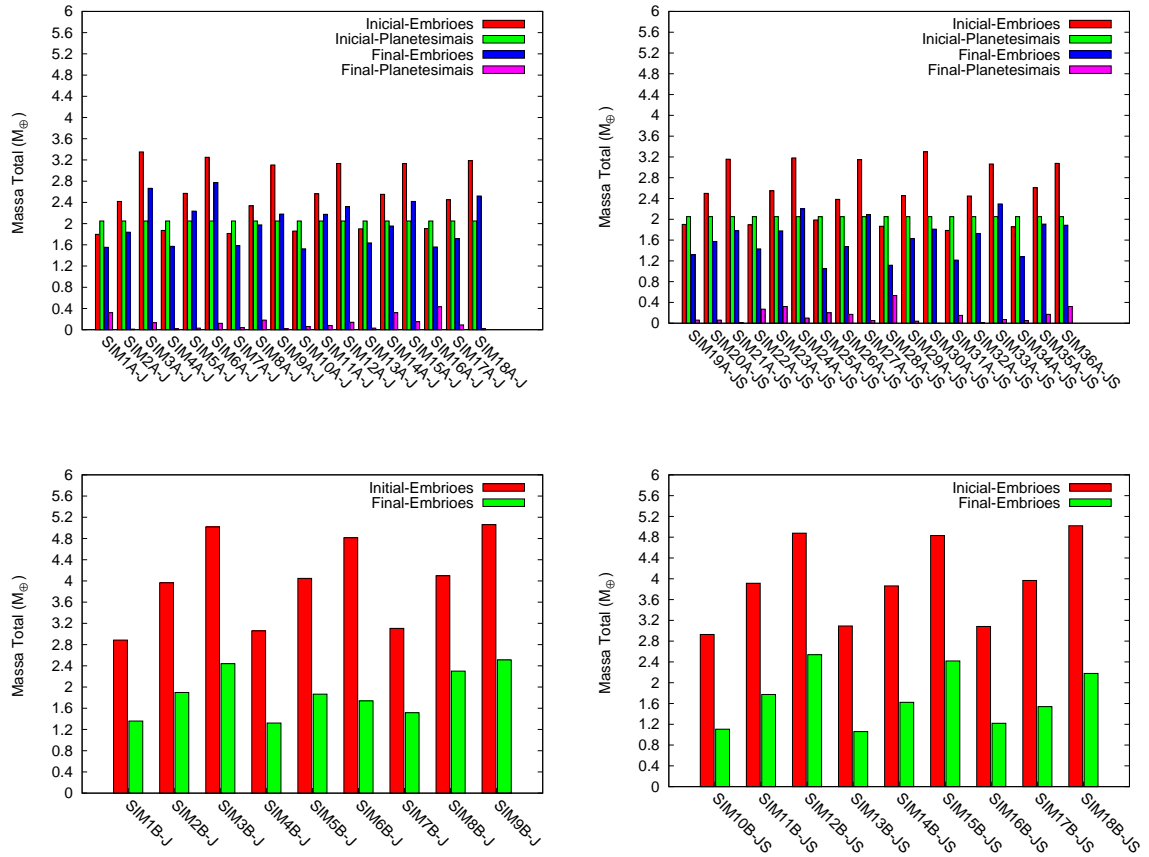 Massa Total (M⊕)
6
5.6
5.2
4.8
4.4
4
3.6
3.2
2.8
2.4
2
1.6
1.2
0.8
0.4
0
Inicial-Embrioes
Inicial-Planetesimais
Final-Embrioes
Final-Planetesimais
SIM1A-J
SIM2A-J
SIM3A-J
SIM4A-J
SIM5A-J
SIM6A-J
SIM7A-J
SIM8A-J
SIM9A-J
SIM10A-J
SIM11A-J
SIM12A-J
SIM13A-J
SIM14A-J
SIM15A-J
SIM16A-J
SIM17A-J
SIM18A-J
Massa Total (M⊕)
6
5.6
5.2
4.8
4.4
4
3.6
3.2
2.8
2.4
2
1.6
1.2
0.8
0.4
0
Inicial-Embrioes
Inicial-Planetesimais
Final-Embrioes
Final-Planetesimais
SIM19A-JS
SIM20A-JS
SIM21A-JS
SIM22A-JS
SIM23A-JS
SIM24A-JS
SIM25A-JS
SIM26A-JS
SIM27A-JS
SIM28A-JS
SIM29A-JS
SIM30A-JS
SIM31A-JS
SIM32A-JS
SIM33A-JS
SIM34A-JS
SIM35A-JS
SIM36A-JS
Massa Total (M⊕)
6
5.6
5.2
4.8
4.4
4
3.6
3.2
2.8
2.4
2
1.6
1.2
0.8
0.4
0
Initial-Embrioes
Final-Embrioes
SIM1B-J
SIM2B-J
SIM3B-J
SIM4B-J
SIM5B-J
SIM6B-J
SIM7B-J
SIM8B-J
SIM9B-J
Massa Total (M⊕)
6
5.6
5.2
4.8
4.4
4
3.6
3.2
2.8
2.4
2
1.6
1.2
0.8
0.4
0
Inicial-Embrioes
Final-Embrioes
SIM10B-JS
SIM11B-JS
SIM12B-JS
SIM13B-JS
SIM14B-JS
SIM15B-JS
SIM16B-JS
SIM17B-JS
SIM18B-JS